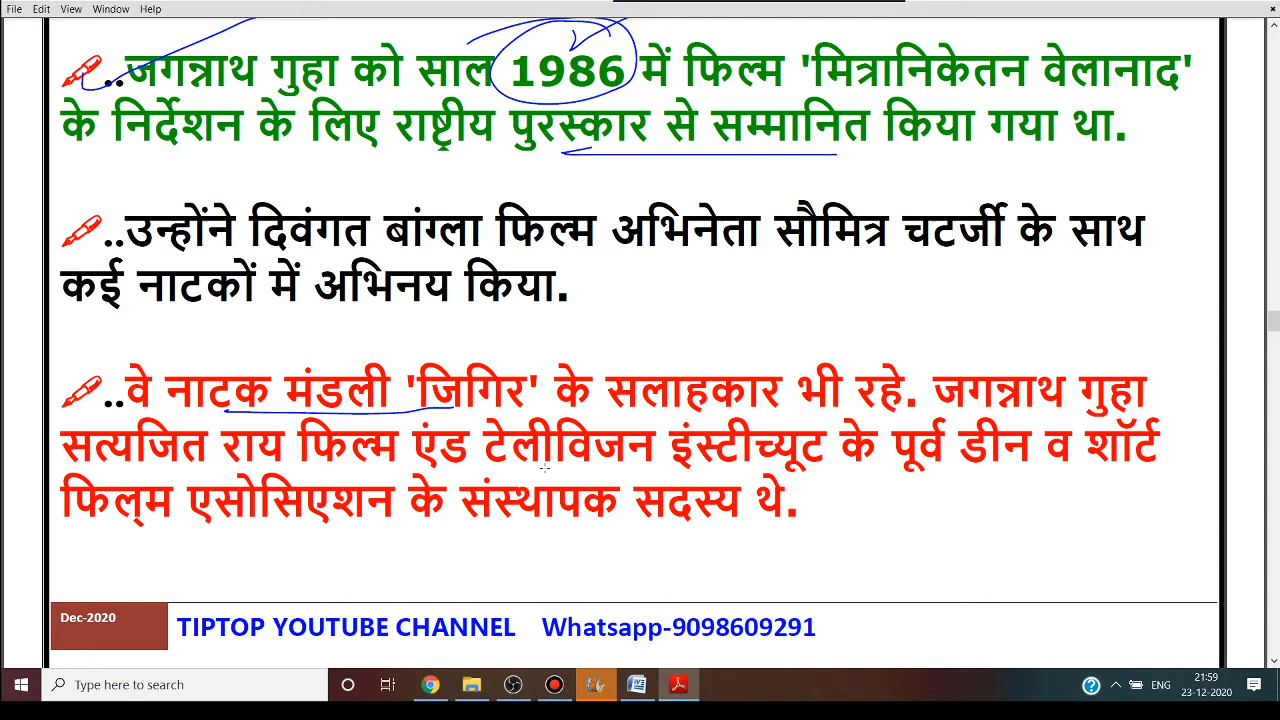 File Edit View Window Help
..जगन्नाथ गुहा को साल 1986 में फिल्म 'मित्रानिकेतन वेलानाद'
के निर्देशन के लिए राष्ट्रीय पुरस्कार से सम्मानित किया गया था.
..उन्होंने दिवंगत बांग्ला फिल्म अभिनेता सौमित्र चटर्जी के साथ
कई नाटकों में अभिनय किया.
..वे नाटक मंडली 'जिगिर' के सलाहकार भी रहे. जगन्नाथ गुहा
सत्यजित राय फिल्म एंड टेलीविजन इंस्टीच्यूट के पूर्व डीन व शॉर्ट
फिल्‌म एसोसिएशन के संस्थापक सदस्य थे.
Dec-2020
TIPTOP YOUTUBE CHANNEL Whatsapp-9098609291
Type here to search
ENG
21:59
23-12-2020